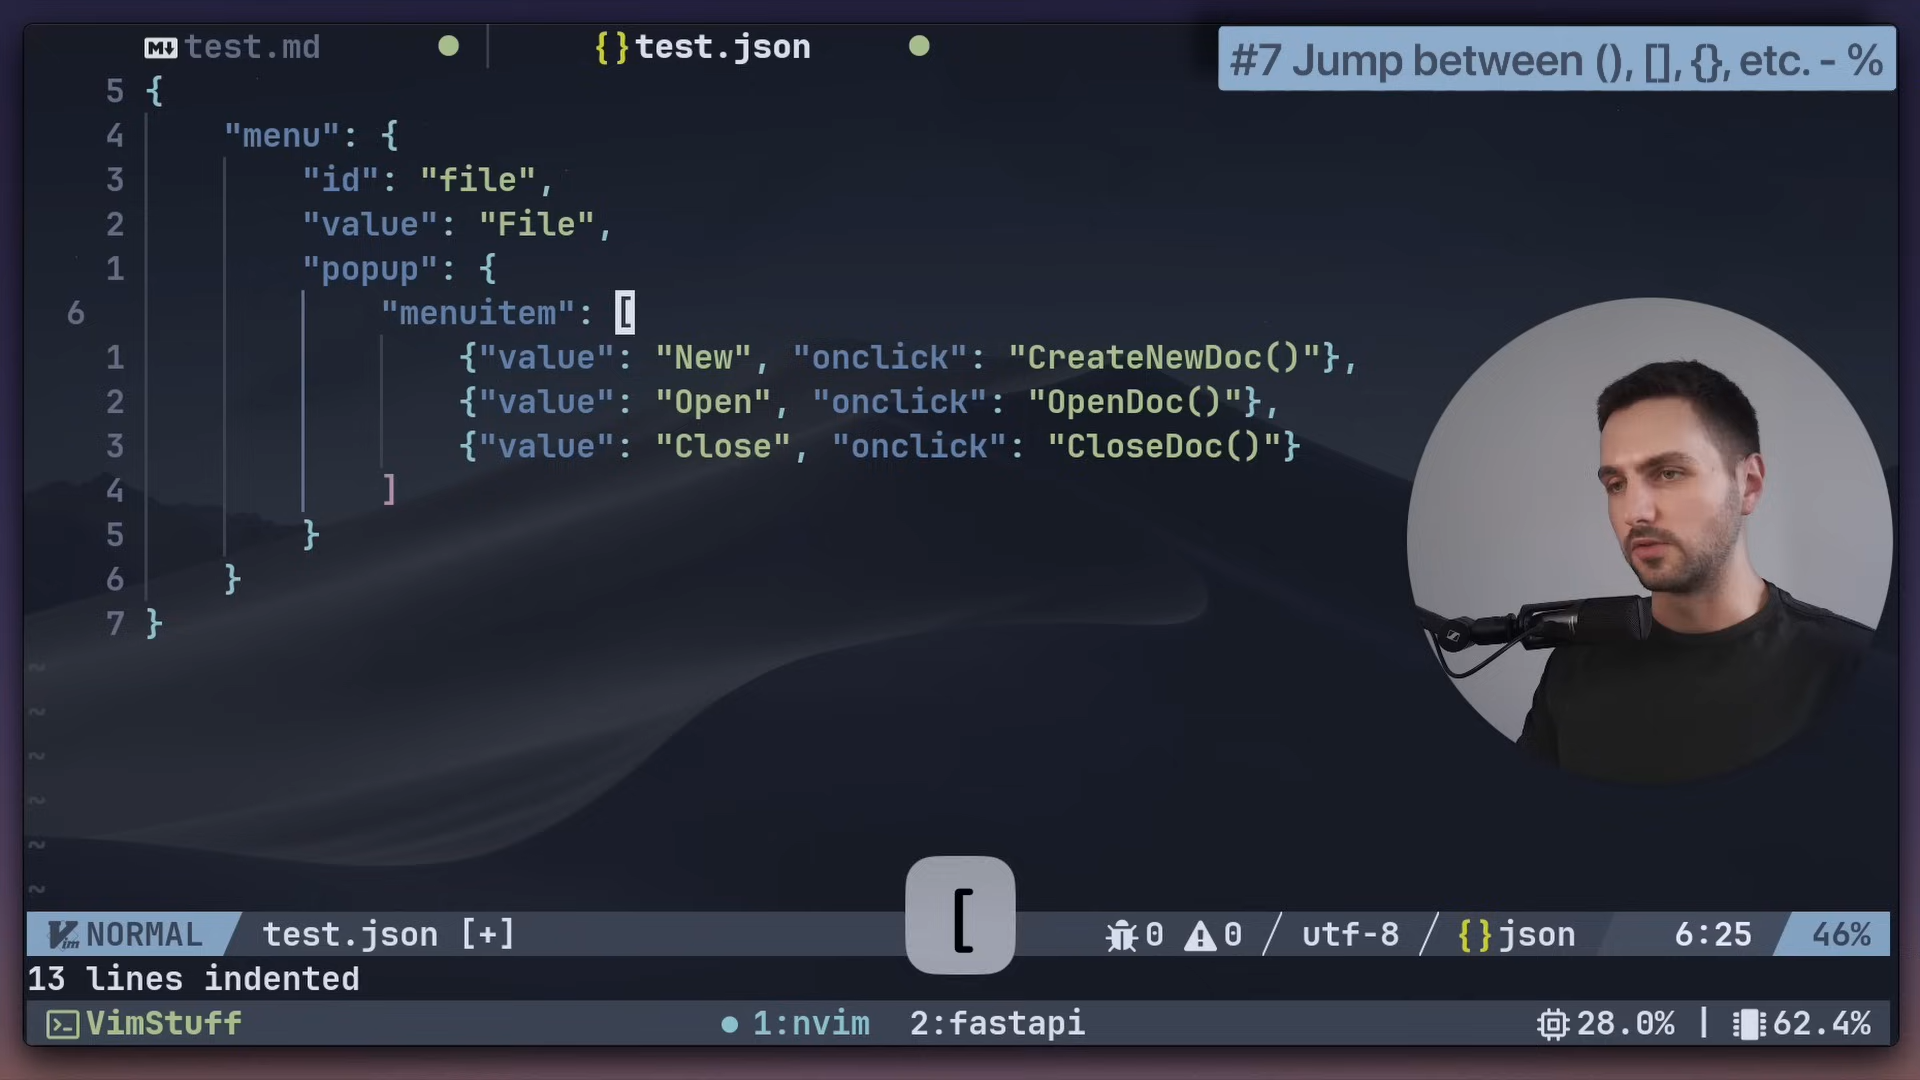 test.md
{}test.json
#7 Jump between (), [], {}, etc. - %
5 {
4 "menu": {
3 "id": "file",
2 "value": "File",
1 "popup": {
6 "menuitem": [
1 {"value": "New", "onclick": "CreateNewDoc()"},
2 {"value": "Open", "onclick": "OpenDoc()"},
3 {"value": "Close", "onclick": "CloseDoc()"}
4 ]
5 }
6 }
7 }
~
~
~
~
~
~
[
Vim NORMAL test.json [+] 0 0 utf-8 {}json 6:25 46%
13 lines indented
VimStuff 1:nvim 2:fastapi 28.0% | 62.4%